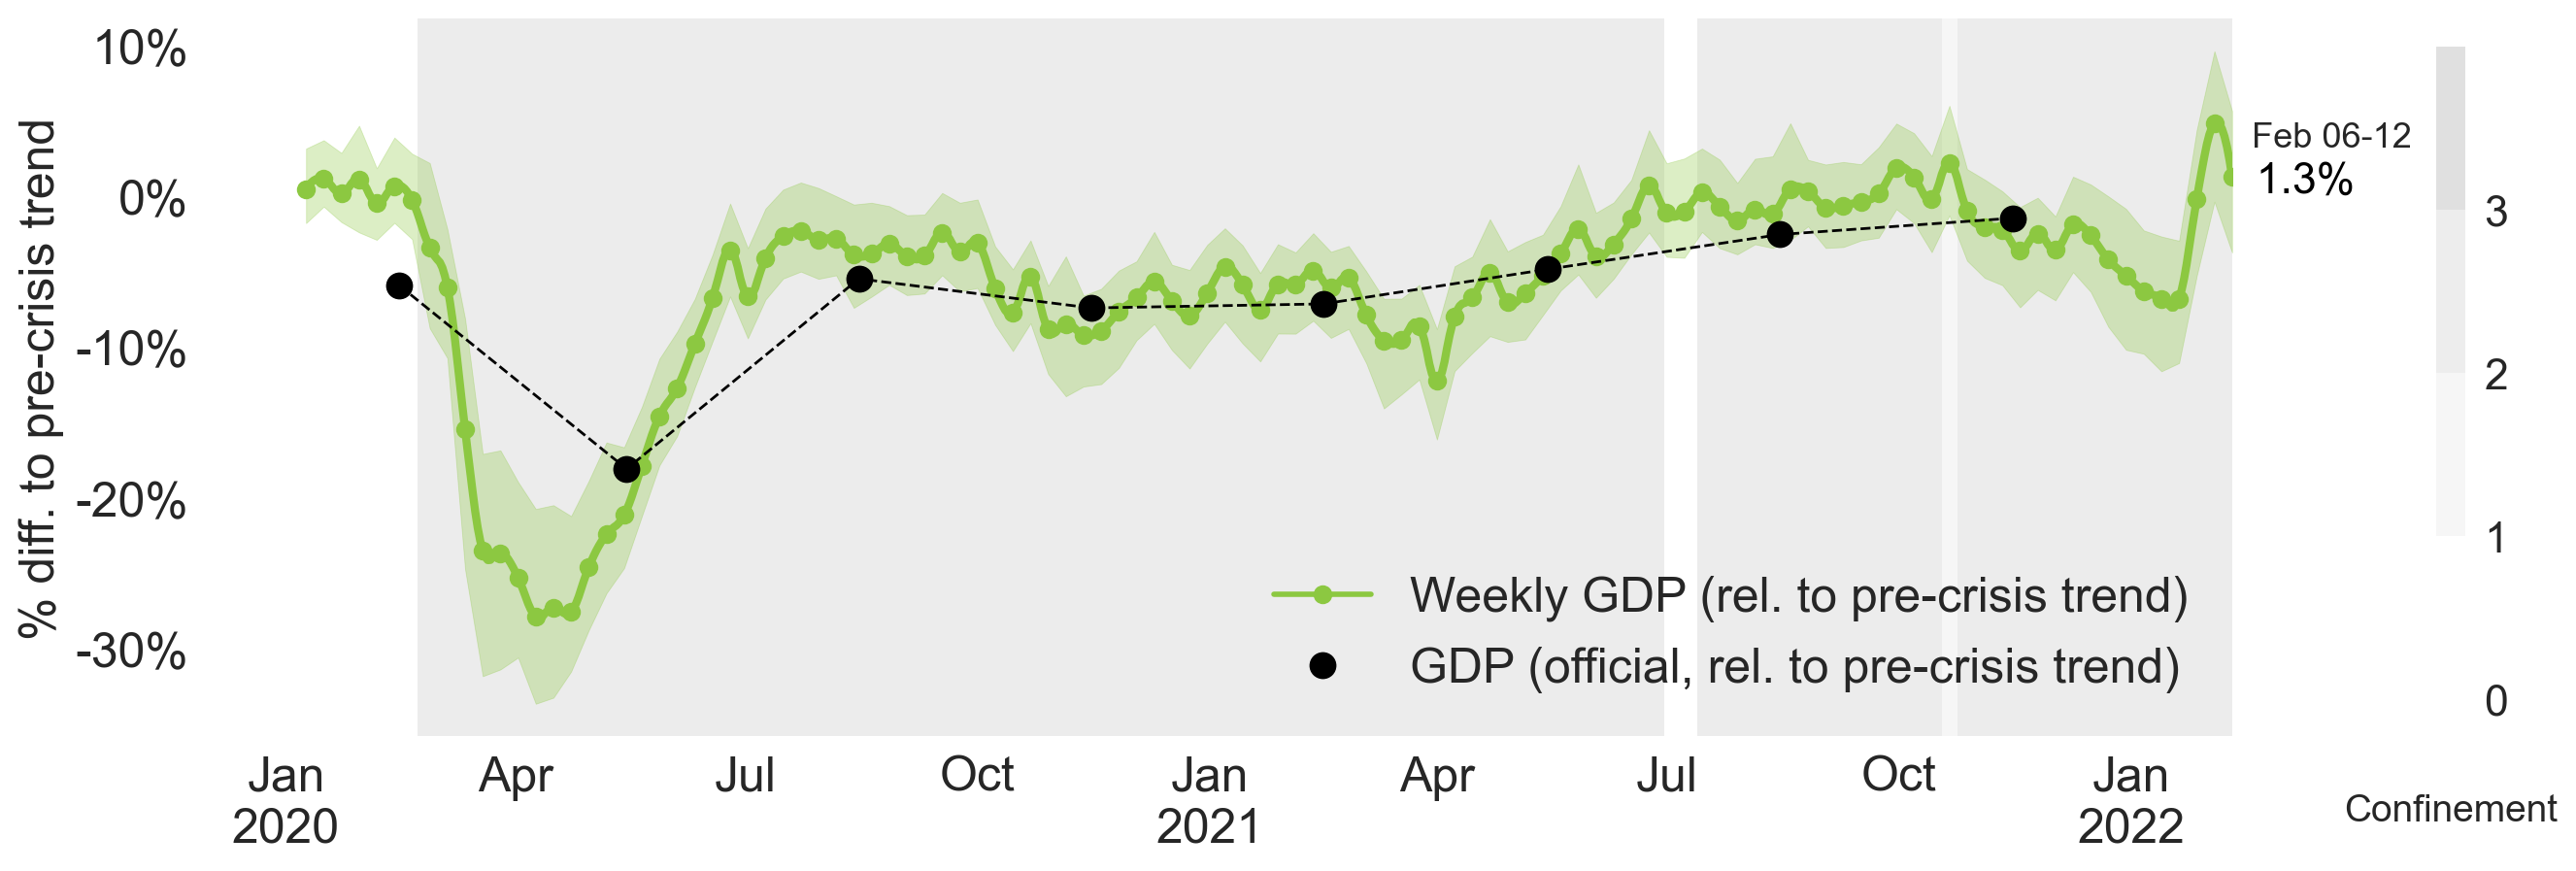 % diff. to pre-crisis trend
10%
0%
-10%
-20%
-30%
Feb 06-12
1.3%
3
2
1
0
Confinement
Weekly GDP (rel. to pre-crisis trend)
GDP (official, rel. to pre-crisis trend)
Jan Apr Jul Oct Jan Apr Jul Oct Jan
2020 2021 2022